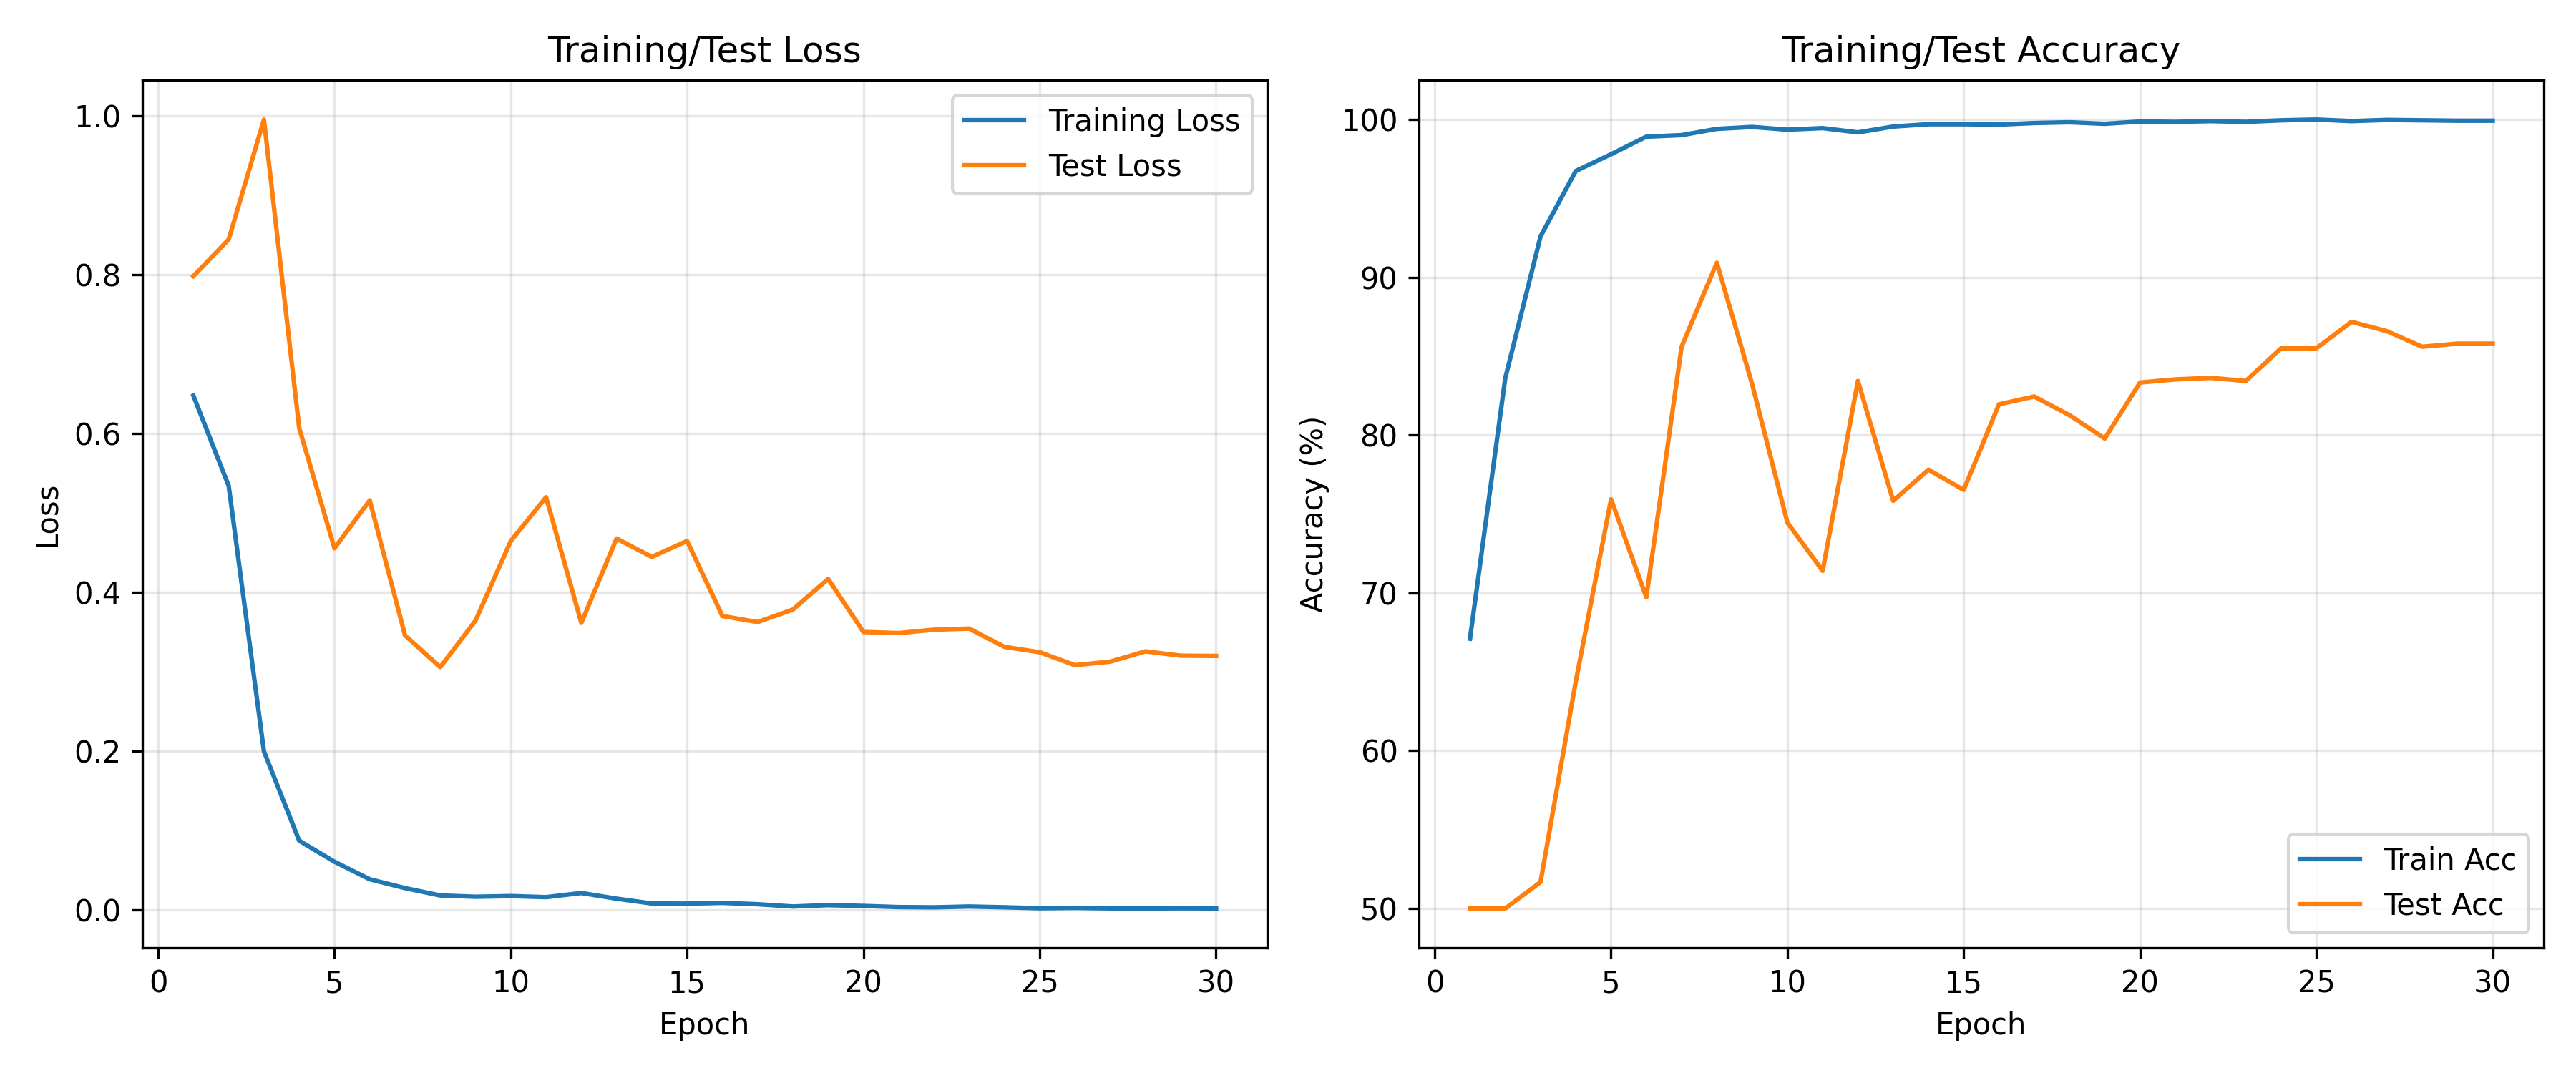 Training/Test Loss
1.0
0.8
0.6
0.4
0.2
0.0
Loss
0 5 10 15 20 25 30
Epoch
Training Loss
Test Loss
Training/Test Accuracy
100
90
80
70
60
50
Accuracy (%)
0 5 10 15 20 25 30
Epoch
Train Acc
Test Acc